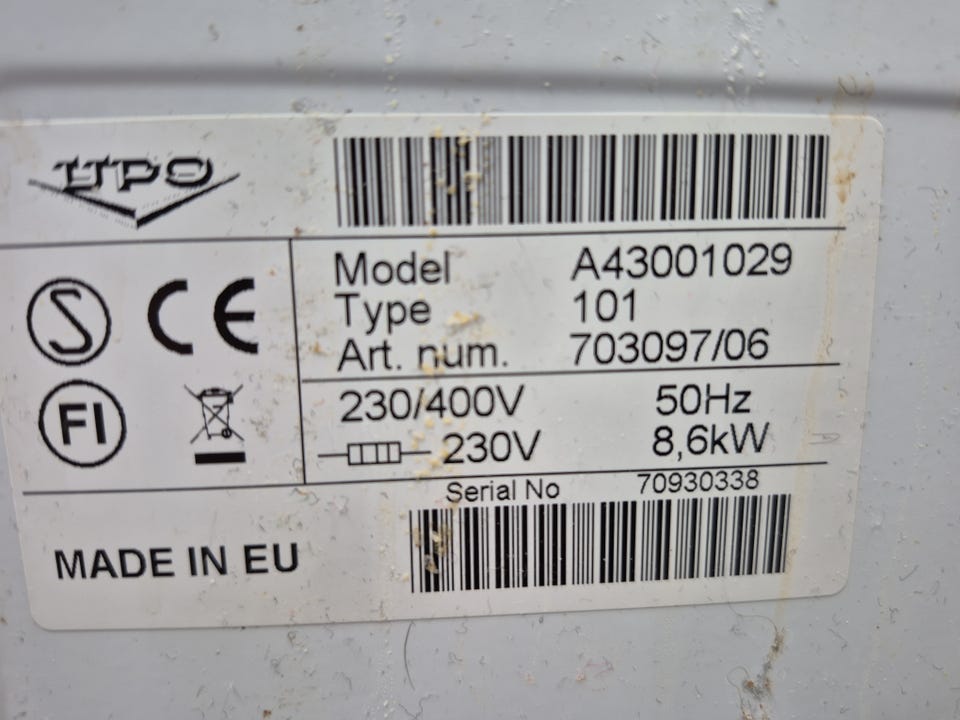 UPO
Model A43001029
Type 101
Art. num. 703097/06
S CE
FI
230/400V 50Hz
230V 8,6kW
Serial No 70930338
MADE IN EU